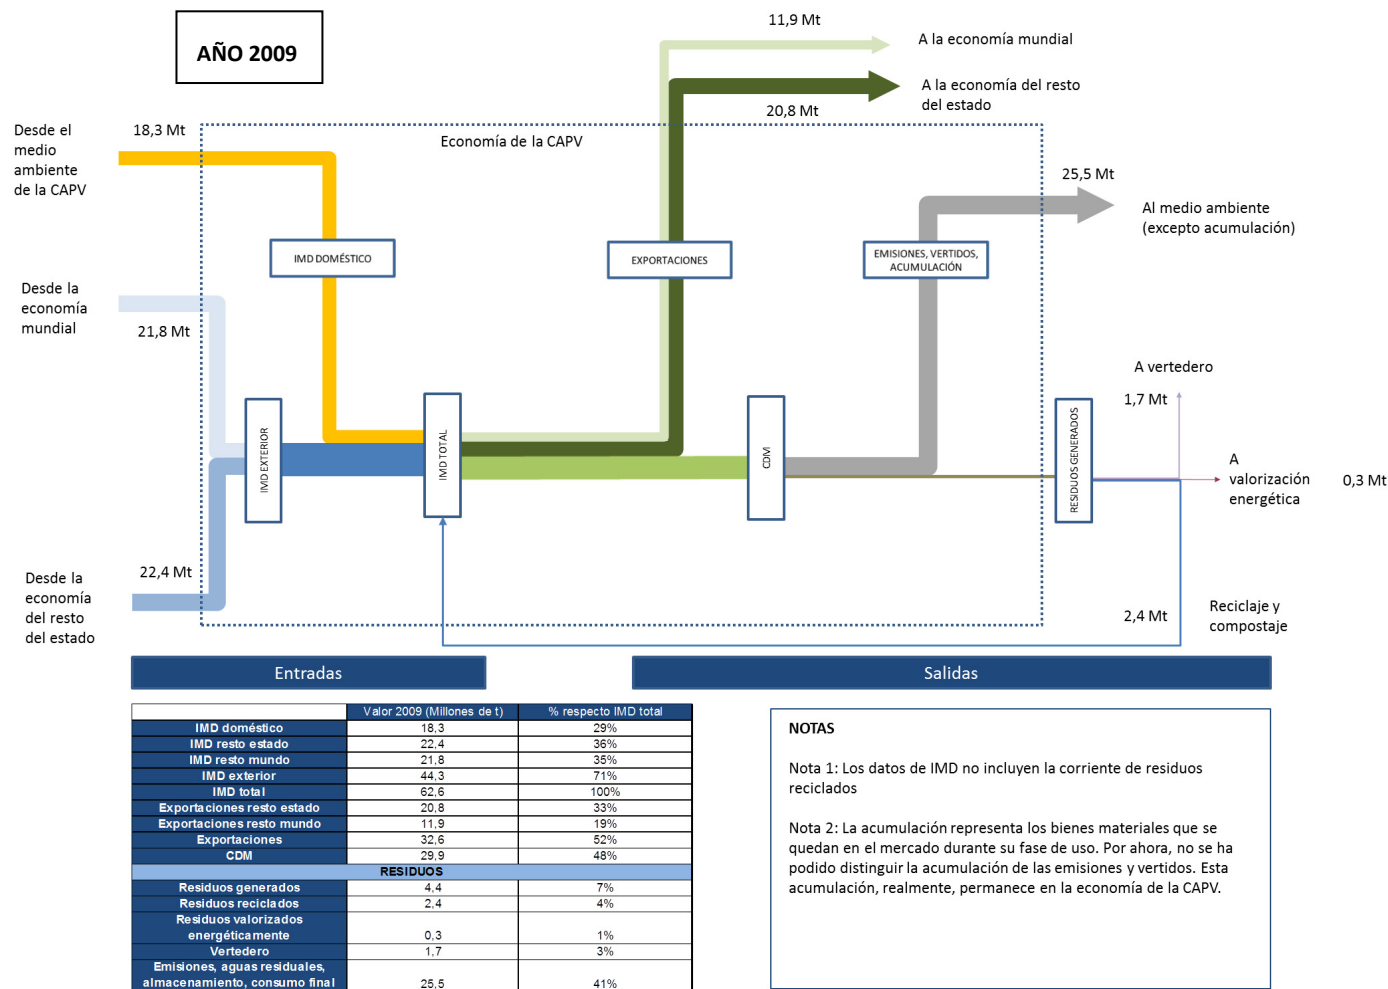 AÑO 2009
11,9 Mt
A la economía mundial
A la economía del resto
del estado
20,8 Mt
Desde el
medio
ambiente
de la CAPV
18,3 Mt
Economía de la CAPV
25,5 Mt
Al medio ambiente
(excepto acumulación)
IMD DOMÉSTICO
EXPORTACIONES
EMISIONES, VERTIDOS,
ACUMULACIÓN
Desde la
economía
mundial
21,8 Mt
A vertedero
1,7 Mt
IMD EXTERIOR
IMD TOTAL
CDM
RESIDUOS GENERADOS
A
valorización
energética
0,3 Mt
22,4 Mt
Desde la
economía
del resto
del estado
2,4 Mt
Reciclaje y
compostaje
Entradas
Salidas
Valor 2009 (Millones de t) % respecto IMD total
IMD doméstico 18,3 29%
IMD resto estado 22,4 36%
IMD resto mundo 21,8 35%
IMD exterior 44,3 71%
IMD total 62,6 100%
Exportaciones resto estado 20,8 33%
Exportaciones resto mundo 11,9 19%
Exportaciones 32,6 52%
CDM 29,9 48%
RESIDUOS
Residuos generados 4,4 7%
Residuos reciclados 2,4 4%
Residuos valorizados
energéticamente 0,3 1%
Vertedero 1,7 3%
Emisiones, aguas residuales,
almacenamiento, consumo final 25,5 41%
NOTAS
Nota 1: Los datos de IMD no incluyen la corriente de residuos
reciclados
Nota 2: La acumulación representa los bienes materiales que se
quedan en el mercado durante su fase de uso. Por ahora, no se ha
podido distinguir la acumulación de las emisiones y vertidos. Esta
acumulación, realmente, permanece en la economía de la CAPV.